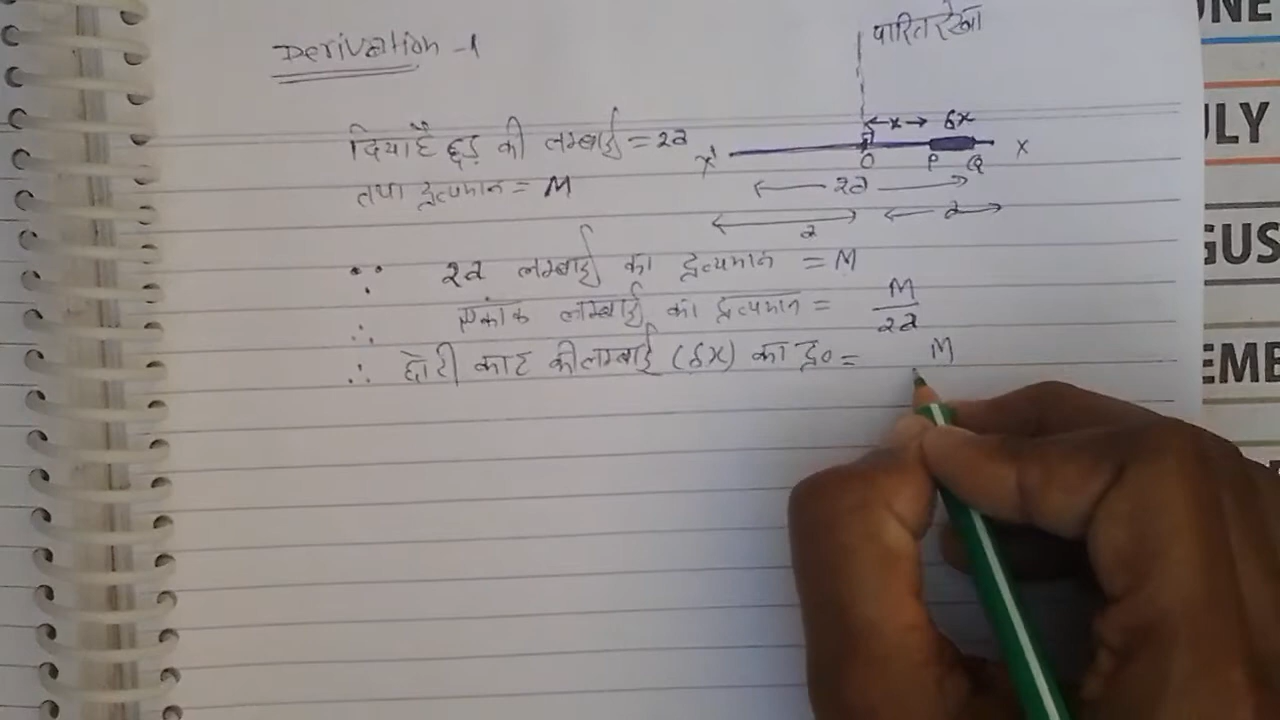 Derivation -1
पारित रेखा
दिया है छड़ की लम्बाई = 2a
तथा द्रव्यमान = M
x δx
X' O P Q X
2a
a a
∵ 2a लम्बाई का द्रव्यमान = M
∴ एकांक लम्बाई का द्रव्यमान = M/2a
∴ छोटी काट की लम्बाई (δx) का द्र० = M
ULY